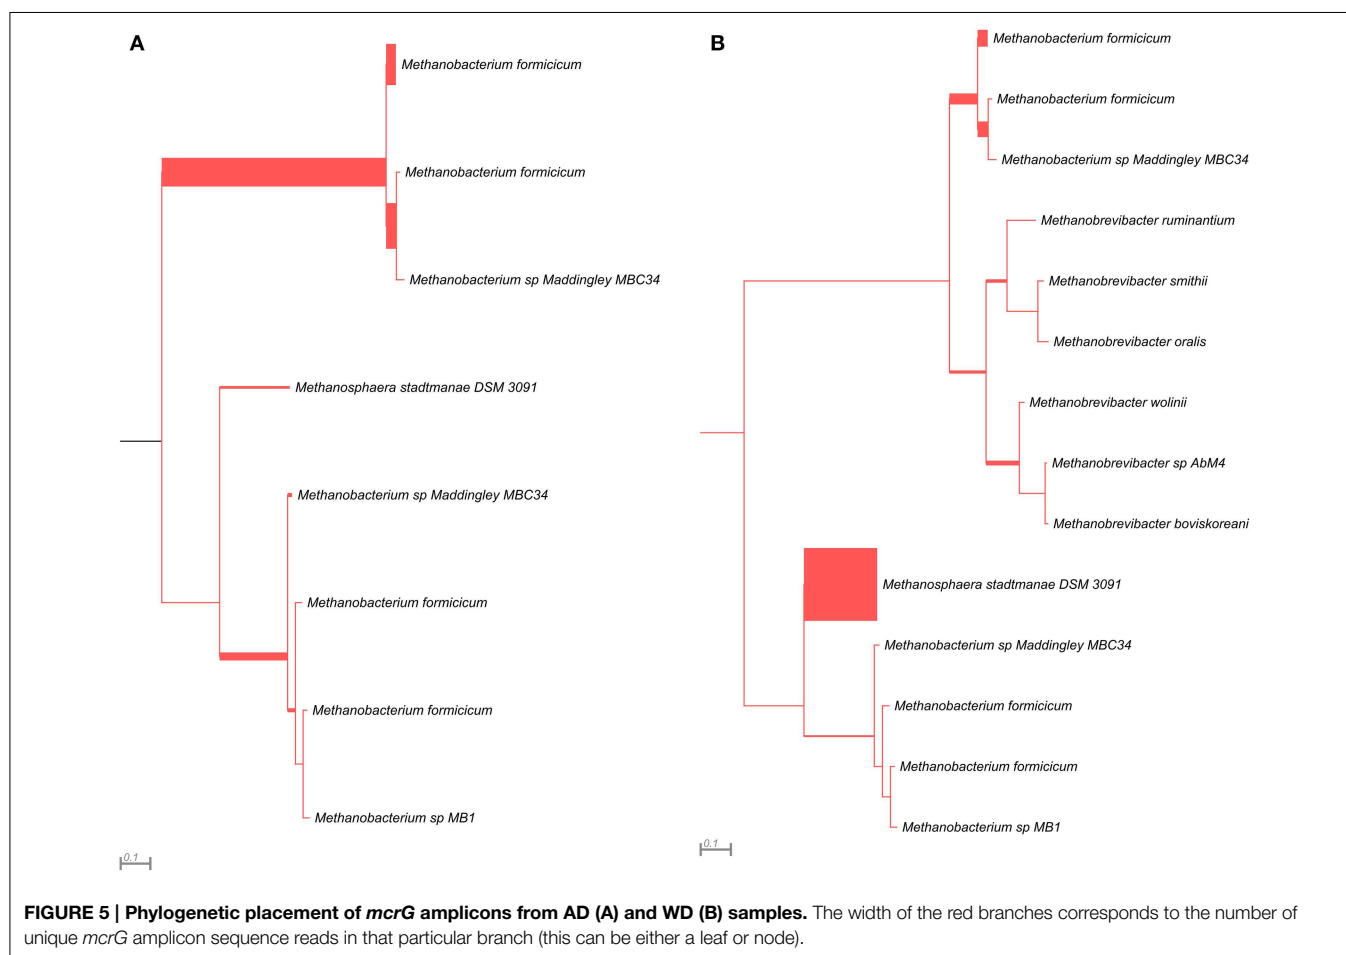 A
Methanobacterium formicicum
Methanobacterium formicicum
Methanobacterium sp Maddingley MBC34
Methanosphaera stadtmanae DSM 3091
Methanobacterium sp Maddingley MBC34
Methanobacterium formicicum
Methanobacterium formicicum
Methanobacterium sp MB1
0.1
B
Methanobacterium formicicum
Methanobacterium formicicum
Methanobacterium sp Maddingley MBC34
Methanobrevibacter ruminantium
Methanobrevibacter smithii
Methanobrevibacter oralis
Methanobrevibacter wolinii
Methanobrevibacter sp AbM4
Methanobrevibacter boviskoreani
Methanosphaera stadtmanae DSM 3091
Methanobacterium sp Maddingley MBC34
Methanobacterium formicicum
Methanobacterium formicicum
Methanobacterium sp MB1
0.1
FIGURE 5 | Phylogenetic placement of mcrG amplicons from AD (A) and WD (B) samples. The width of the red branches corresponds to the number of
unique mcrG amplicon sequence reads in that particular branch (this can be either a leaf or node).